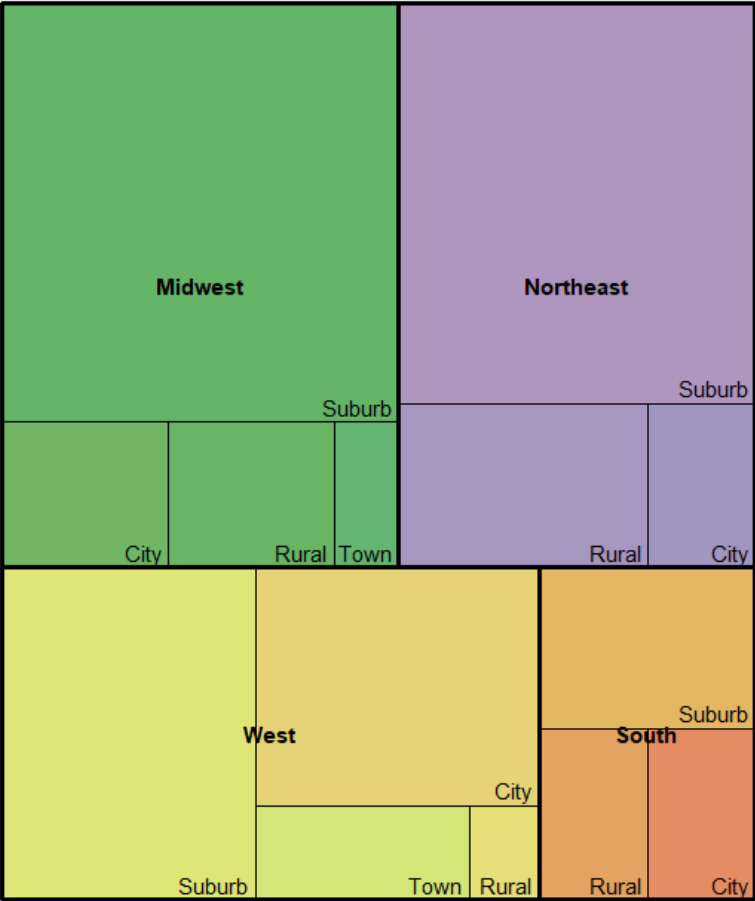 Midwest
Suburb
City
Rural
Town
Northeast
Suburb
Rural
City
West
City
Suburb
Town
Rural
Suburb
South
Rural
City